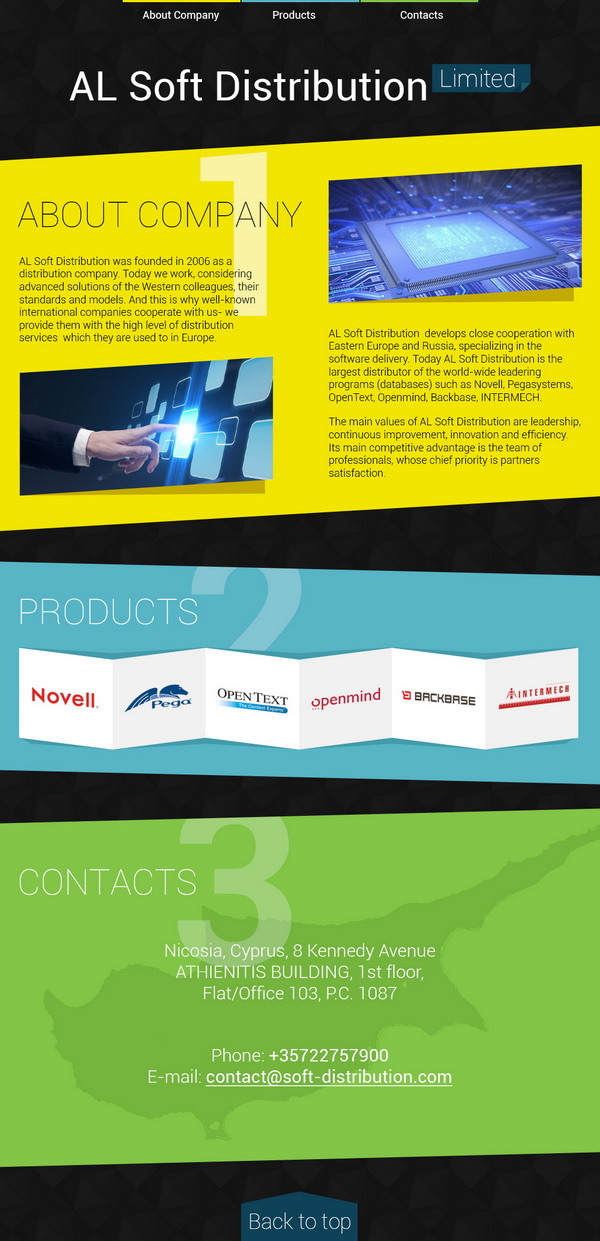 About Company
Products
Contacts
AL Soft Distribution Limited
1
ABOUT COMPANY
AL Soft Distribution was founded in 2006 as a
distribution company. Today we work, considering
advanced solutions of the Western colleagues, their
standards and models. And this is why well-known
international companies cooperate with us- we
provide them with the high level of distribution
services which they are used to in Europe.
AL Soft Distribution develops close cooperation with
Eastern Europe and Russia, specializing in the
software delivery. Today AL Soft Distribution is the
largest distributor of the world-wide leadering
programs (databases) such as Novell, Pegasystems,
OpenText, Openmind, Backbase, INTERMECH.
The main values of AL Soft Distribution are leadership,
continuous improvement, innovation and efficiency.
Its main competitive advantage is the team of
professionals, whose chief priority is partners
satisfaction.
2
PRODUCTS
Novell.
Pega
OPEN TEXT
The Content Experts
openmind
BACKBASE
INTERMECH
3
CONTACTS
Nicosia, Cyprus, 8 Kennedy Avenue
ATHIENITIS BUILDING, 1st floor,
Flat/Office 103, P.C. 1087
Phone: +35722757900
E-mail: contact@soft-distribution.com
Back to top